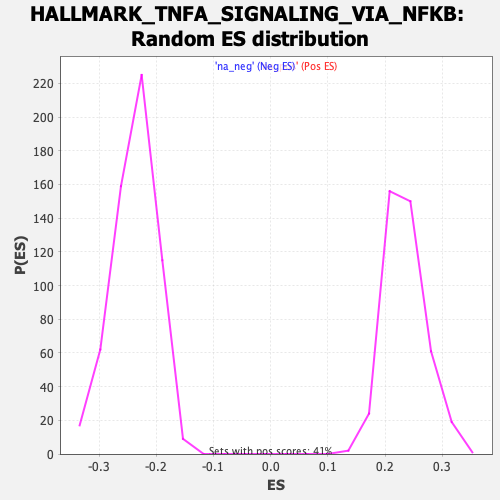 HALLMARK_TNFA_SIGNALING_VIA_NFKB:
Random ES distribution
'na_neg' (Neg ES)' (Pos ES)
P(ES)
220
200
180
160
140
120
100
80
60
40
20
0
Sets with pos scores: 41%
-0.3 -0.2 -0.1 0.0 0.1 0.2 0.3
ES